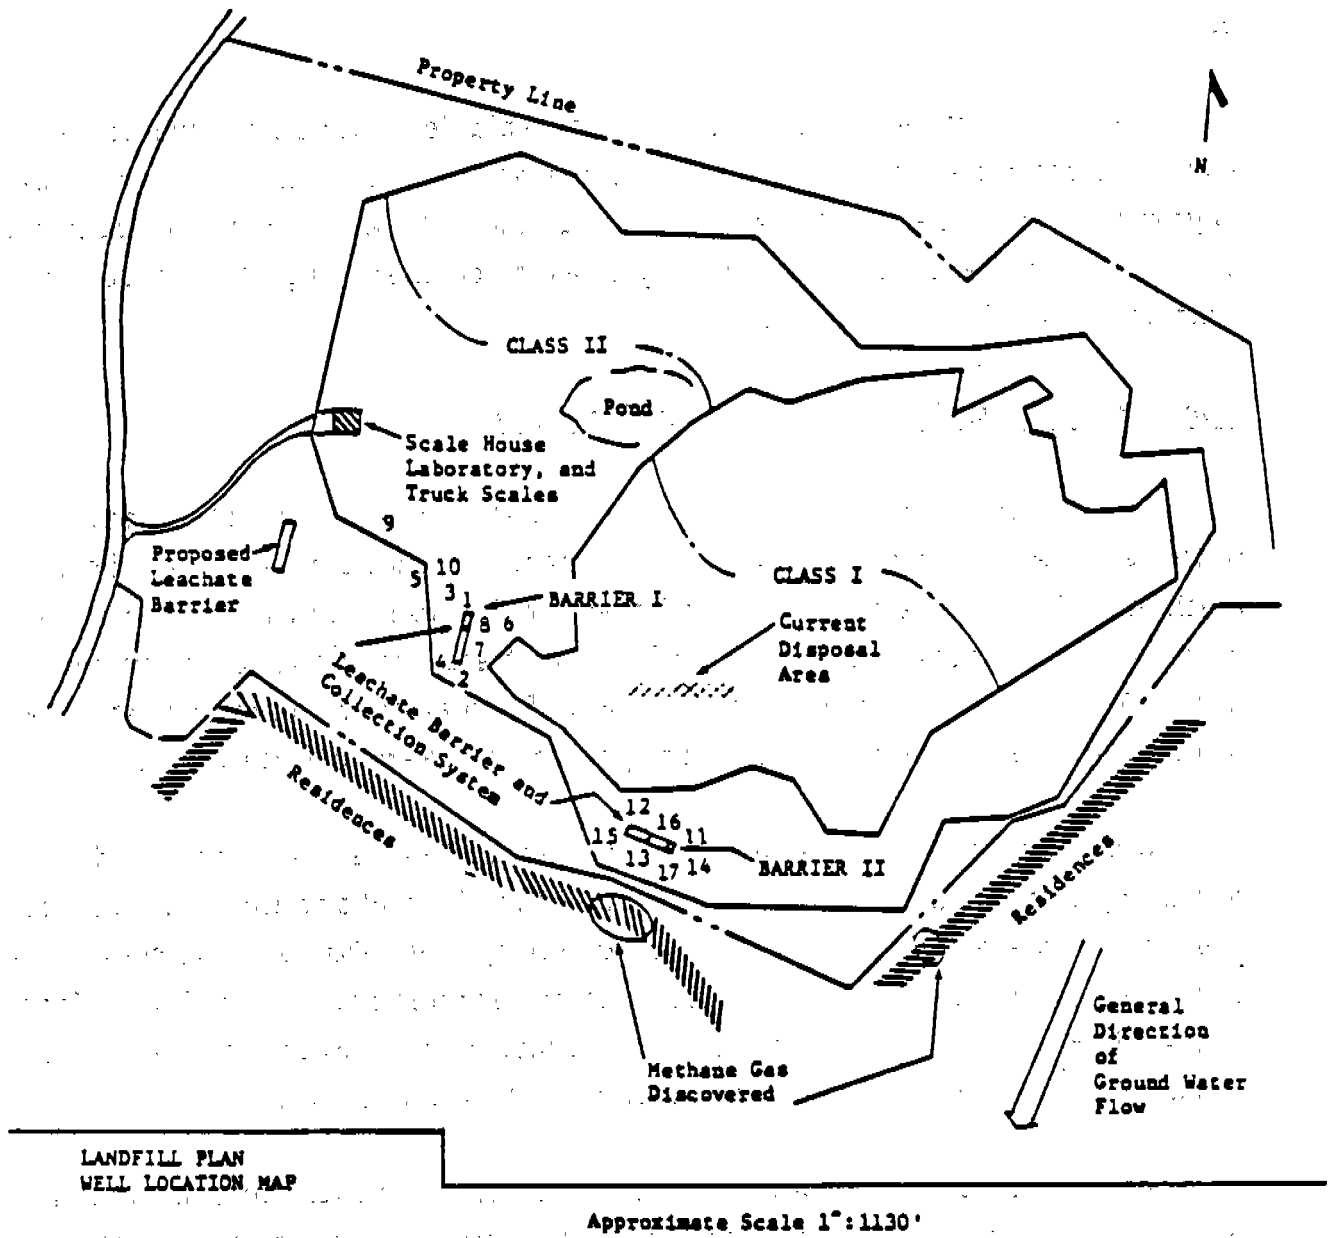 Property Line
N
CLASS II
Pond
Scale House
Laboratory, and
Truck Scales
9
Proposed
Leachate
Barrier
5
10
3
1
BARRIER I
8
6
7
4
2
CLASS I
Current
Disposal
Area
Leachate Barrier and
Collection System
Residences
12
16
15
11
13
17
14
BARRIER II
Residences
Methane Gas
Discovered
General
Direction
of
Ground Water
Flow
LANDFILL PLAN
WELL LOCATION MAP
Approximate Scale 1":1130'